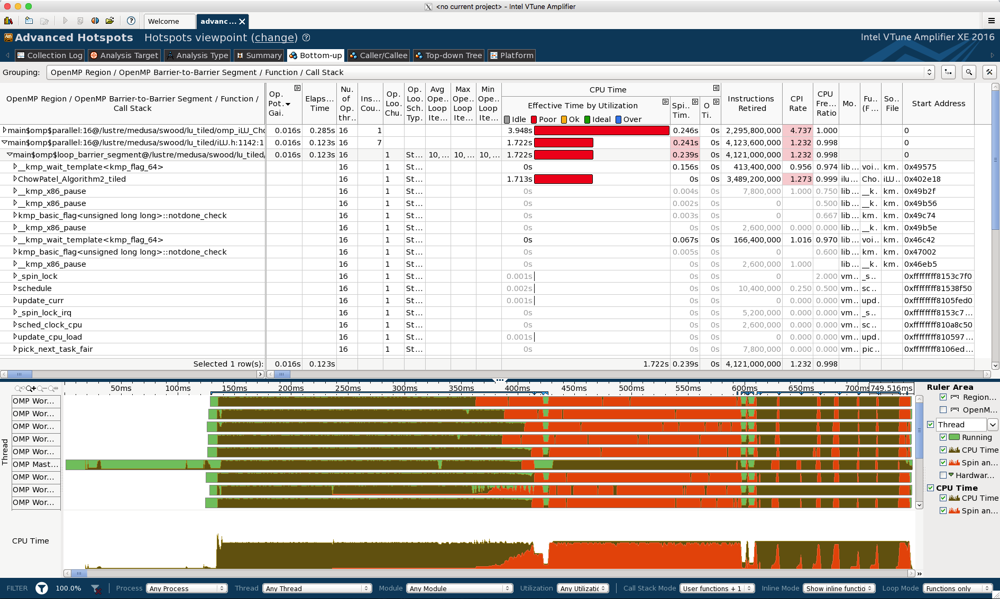 <no current project> - Intel VTune Amplifier
Welcome
advanc...
Advanced Hotspots Hotspots viewpoint (change)
Intel VTune Amplifier XE 2016
Collection Log Analysis Target Analysis Type Summary Bottom-up Caller/Callee Top-down Tree Platform
Grouping: OpenMP Region / OpenMP Barrier-to-Barrier Segment / Function / Call Stack
OpenMP Region / OpenMP Barrier-to-Barrier Segment / Function / Call Stack
Op. Pot. Gai.
Elaps... Time
Nu. of Op. thr...
Ins... Cou..
Op. Loo. Chu.
Op. Loo. Sch. Typ.
Avg Ope.. Loop Ite...
Max Ope.. Loop Ite...
Min Ope.. Loop Ite...
CPU Time
Effective Time by Utilization
Idle Poor Ok Ideal Over
Spi.. Tim.
O Ti.
Instructions Retired
CPI Rate
CPU Fre... Ratio
Mo.
Fu.. (F...
So.. File
Start Address
main$omp$parallel:16@/lustre/medusa/swood/lu_tiled/omp_iLU_Cho 0.016s 0.285s 16 1 3.948s 0.246s 0s 2,295,800,000 4.737 1.000 0
main$omp$parallel:16@/lustre/medusa/swood/lu_tiled/iLU.h:1142:1 0.016s 0.123s 16 7 1.722s 0.241s 0s 4,123,600,000 1.232 0.998 0
main$omp$loop_barrier_segment@/lustre/medusa/swood/lu_tiled/ 0.016s 0.123s 16 1 St... 10,... 10,... 10,... 1.722s 0.239s 0s 4,121,000,000 1.232 0.998 0
__kmp_wait_template<kmp_flag_64> 16 1 St... 0s 0.156s 0s 413,400,000 0.956 0.974 lib... voi.. km. 0x49575
ChowPatel_Algorithm2_tiled 16 1 St... 1.713s 0s 0s 3,489,200,000 1.273 0.999 ilu... Cho. iLU.. 0x402e18
__kmp_x86_pause 16 1 St... 0s 0.004s 0s 7,800,000 1.000 0.750 lib... __k. km. 0x49b2f
__kmp_x86_pause 16 1 St... 0s 0.002s 0s 0 0.500 lib... __k. km. 0x49b56
kmp_basic_flag<unsigned long long>::notdone_check 16 1 St... 0s 0.003s 0s 0 0.667 lib... km. km. 0x49c74
__kmp_x86_pause 16 1 St... 0s 0s 0s 2,600,000 0.000 0.000 lib... __k. km. 0x49b5e
__kmp_wait_template<kmp_flag_64> 16 1 St... 0s 0.067s 0s 166,400,000 1.016 0.970 lib... voi.. km. 0x46c42
kmp_basic_flag<unsigned long long>::notdone_check 16 1 St... 0s 0.005s 0s 0 0.600 lib... km. km. 0x47002
__kmp_x86_pause 16 1 St... 0s 0s 0s 2,600,000 1.000 lib... __k. km. 0x46eb5
_spin_lock 16 1 St... 0.001s 0s 0s 0 2.000 vm... _s.. 0xffffffff8153c7f0
schedule 16 1 St... 0.002s 0s 0s 10,400,000 0.250 0.500 vm... sc.. 0xffffffff81538f50
update_curr 16 1 St... 0.001s 0s 0s 0 0.000 0.000 vm... upd. 0xffffffff8105fed0
_spin_lock_irq 16 1 St... 0s 0s 0s 5,200,000 0.000 0.000 vm... _s.. 0xffffffff8153c7...
sched_clock_cpu 16 1 St... 0s 0s 0s 2,600,000 0.000 0.000 vm... sc.. 0xffffffff810a8c50
update_cpu_load 16 1 St... 0.001s 0s 0s 0 0.000 0.000 vm... upd. 0xffffffff810597...
pick_next_task_fair 16 1 St... 0s 0s 0s 7,800,000 0.000 0.000 vm... pic.. 0xffffffff8106ed...
Selected 1 row(s): 0.016s 0.123s 1.722s 0.239s 0s 4,121,000,000 1.232 0.998
50ms 100ms 150ms 200ms 250ms 300ms 350ms 400ms 450ms 500ms 550ms 600ms 650ms 700ms 749.516ms
Thread
OMP Wor...
OMP Wor...
OMP Wor...
OMP Wor...
OMP Wor...
OMP Mast...
OMP Wor...
OMP Wor...
OMP Wor...
CPU Time
Ruler Area
Region...
OpenM...
Thread
Running
CPU Time
Spin an...
Hardwar...
CPU Time
CPU Time
Spin an...
FILTER 100.0% Process Any Process Thread Any Thread Module Any Module Utilization Any Utilizatic Call Stack Mode User functions + 1 Inline Mode Show inline functio Loop Mode Functions only